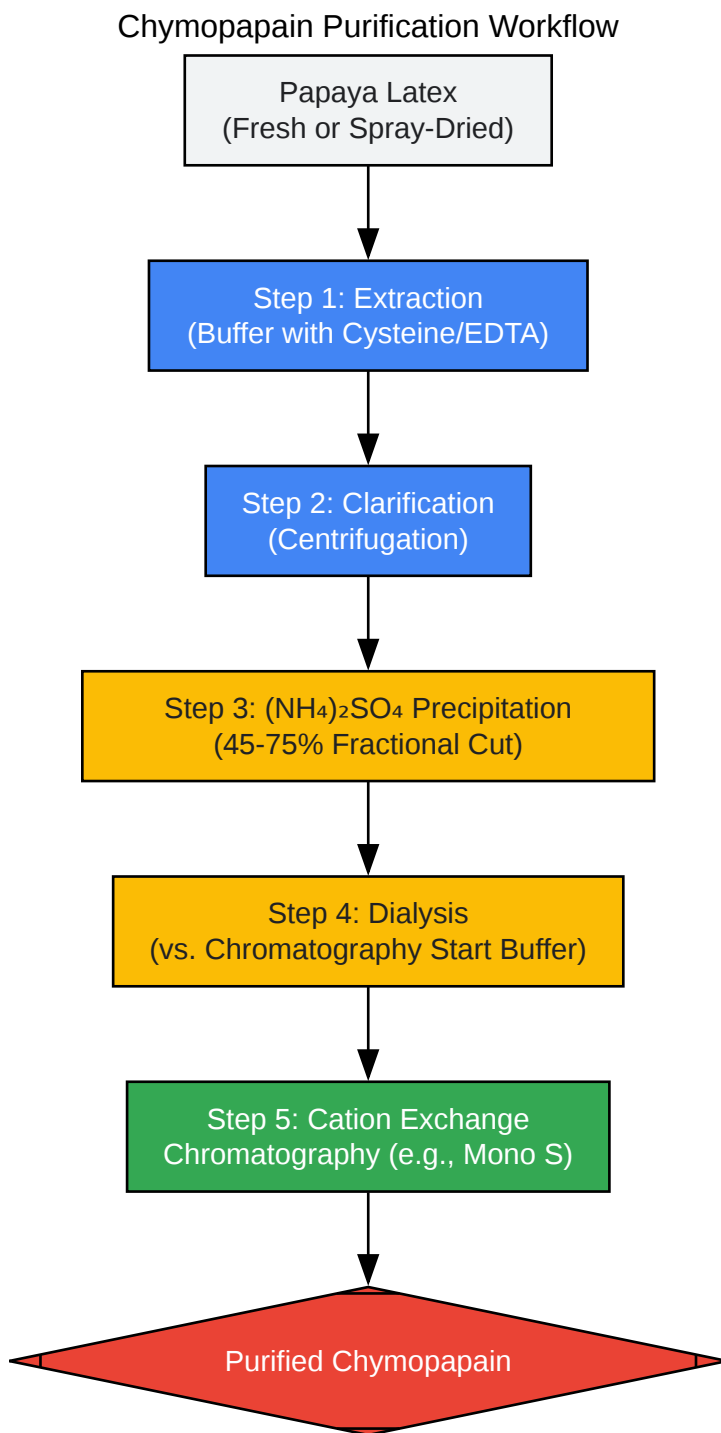 Chymopapain Purification Workflow
Papaya Latex
(Fresh or Spray-Dried)
Step 1: Extraction
(Buffer with Cysteine/EDTA)
Step 2: Clarification
(Centrifugation)
Step 3: (NH₄)₂SO₄ Precipitation
(45-75% Fractional Cut)
Step 4: Dialysis
(vs. Chromatography Start Buffer)
Step 5: Cation Exchange
Chromatography (e.g., Mono S)
Purified Chymopapain